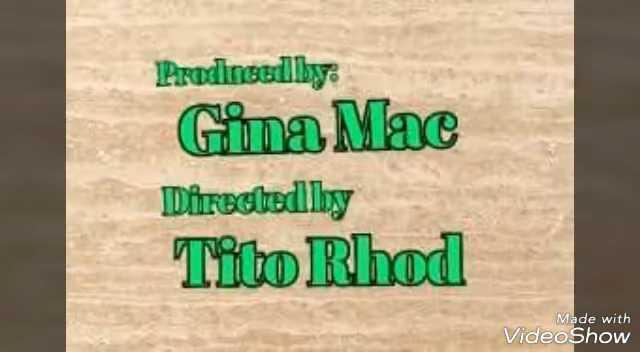 Produced by:
Gina Mac
Directed by
Tito Rhod
Made with
VideoShow